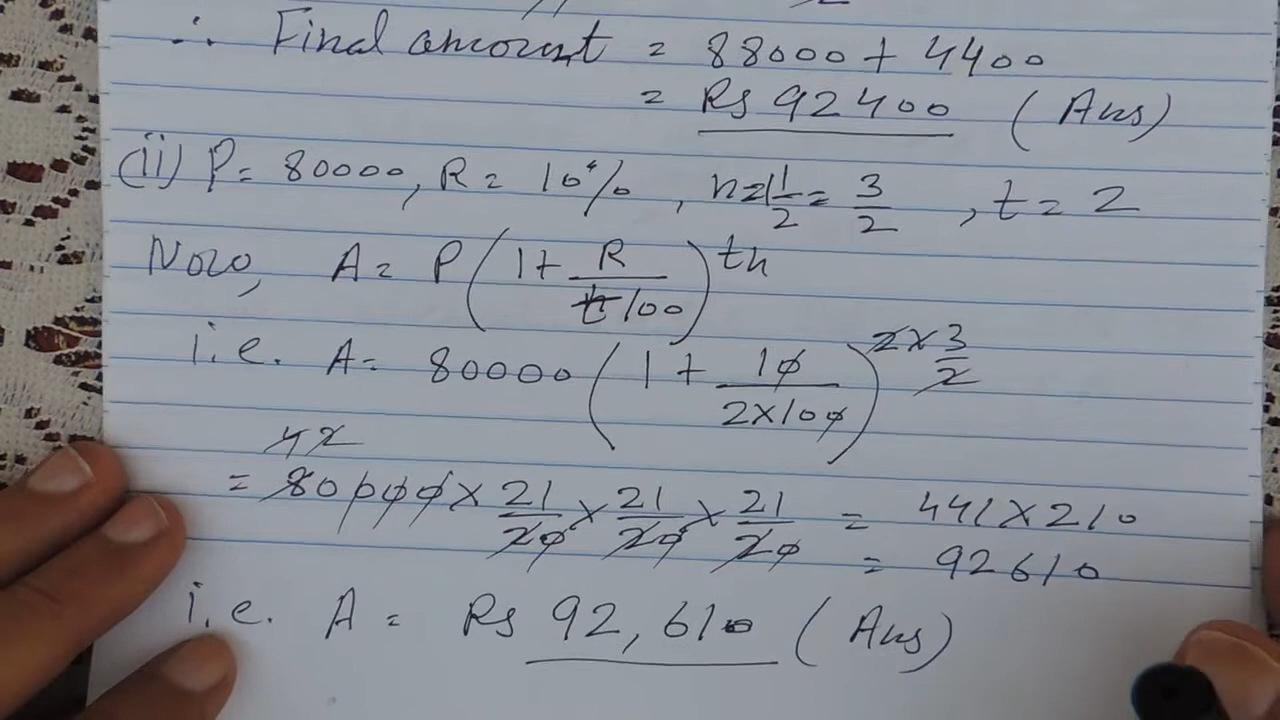 ∴ Final amount = 88000 + 4400
= Rs 92400 (Ans)
(ii) P = 80000, R = 10%, n = 1 1/2 = 3/2, t = 2
Now, A = P(1 + R/t100)^tn
i.e. A = 80000(1 + 10/2×100)^2×3/2
4 2
= 80000 × 21/20 × 21/20 × 21/20 = 441×210
= 92610
i.e. A = Rs 92,610 (Ans)